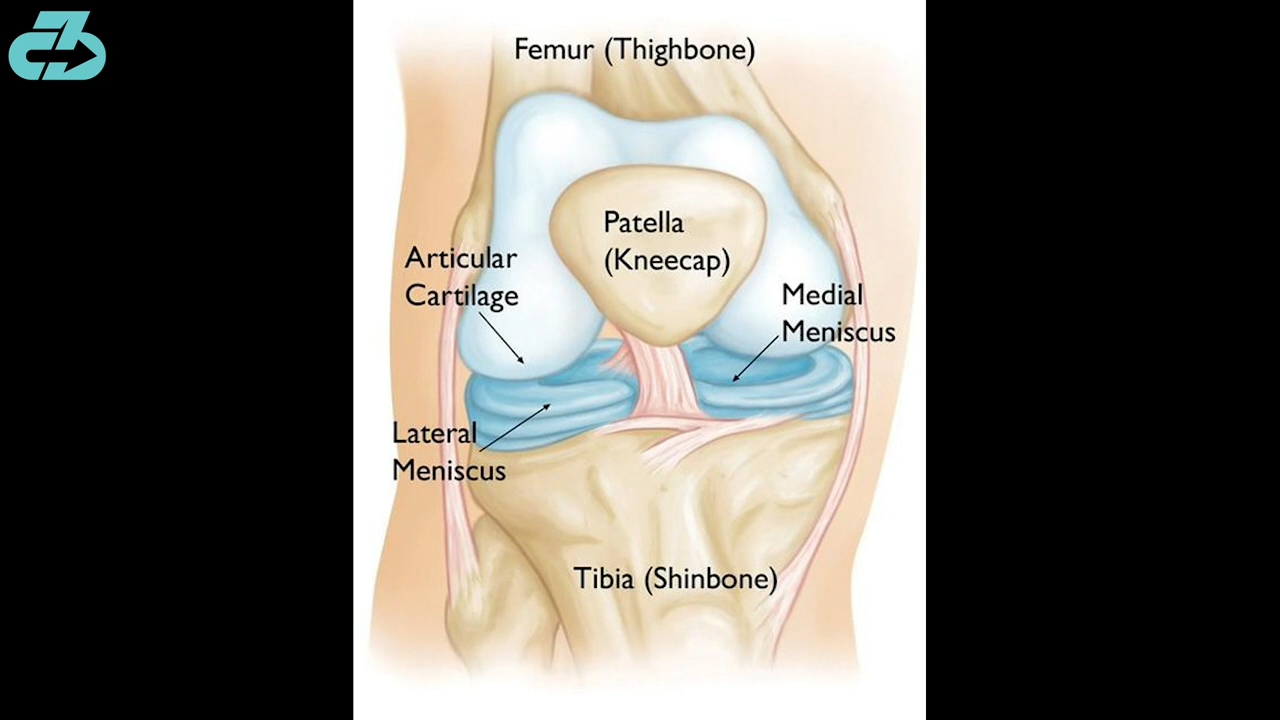 Femur (Thighbone)
Patella
(Kneecap)
Articular
Cartilage
Medial
Meniscus
Lateral
Meniscus
Tibia (Shinbone)